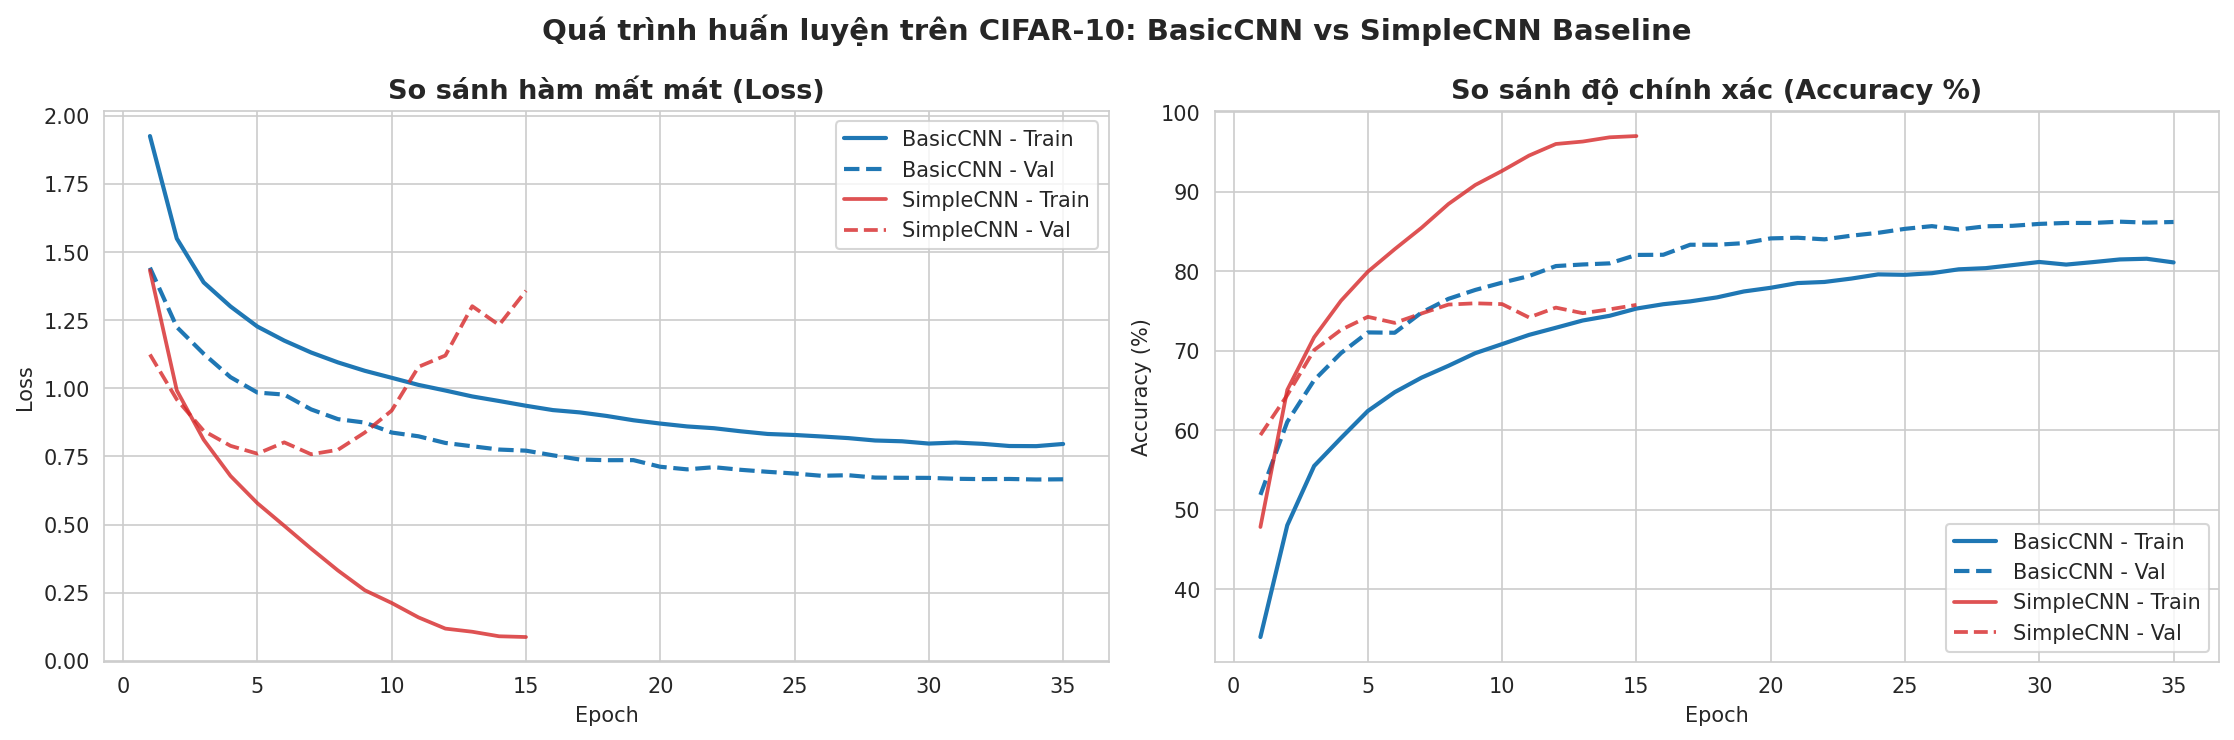 Quá trình huấn luyện trên CIFAR-10: BasicCNN vs SimpleCNN Baseline
So sánh hàm mất mát (Loss)
2.00
1.75
1.50
1.25
1.00
0.75
0.50
0.25
0.00
Loss
0 5 10 15 20 25 30 35
Epoch
BasicCNN - Train
BasicCNN - Val
SimpleCNN - Train
SimpleCNN - Val
So sánh độ chính xác (Accuracy %)
100
90
80
70
60
50
40
Accuracy (%)
0 5 10 15 20 25 30 35
Epoch
BasicCNN - Train
BasicCNN - Val
SimpleCNN - Train
SimpleCNN - Val